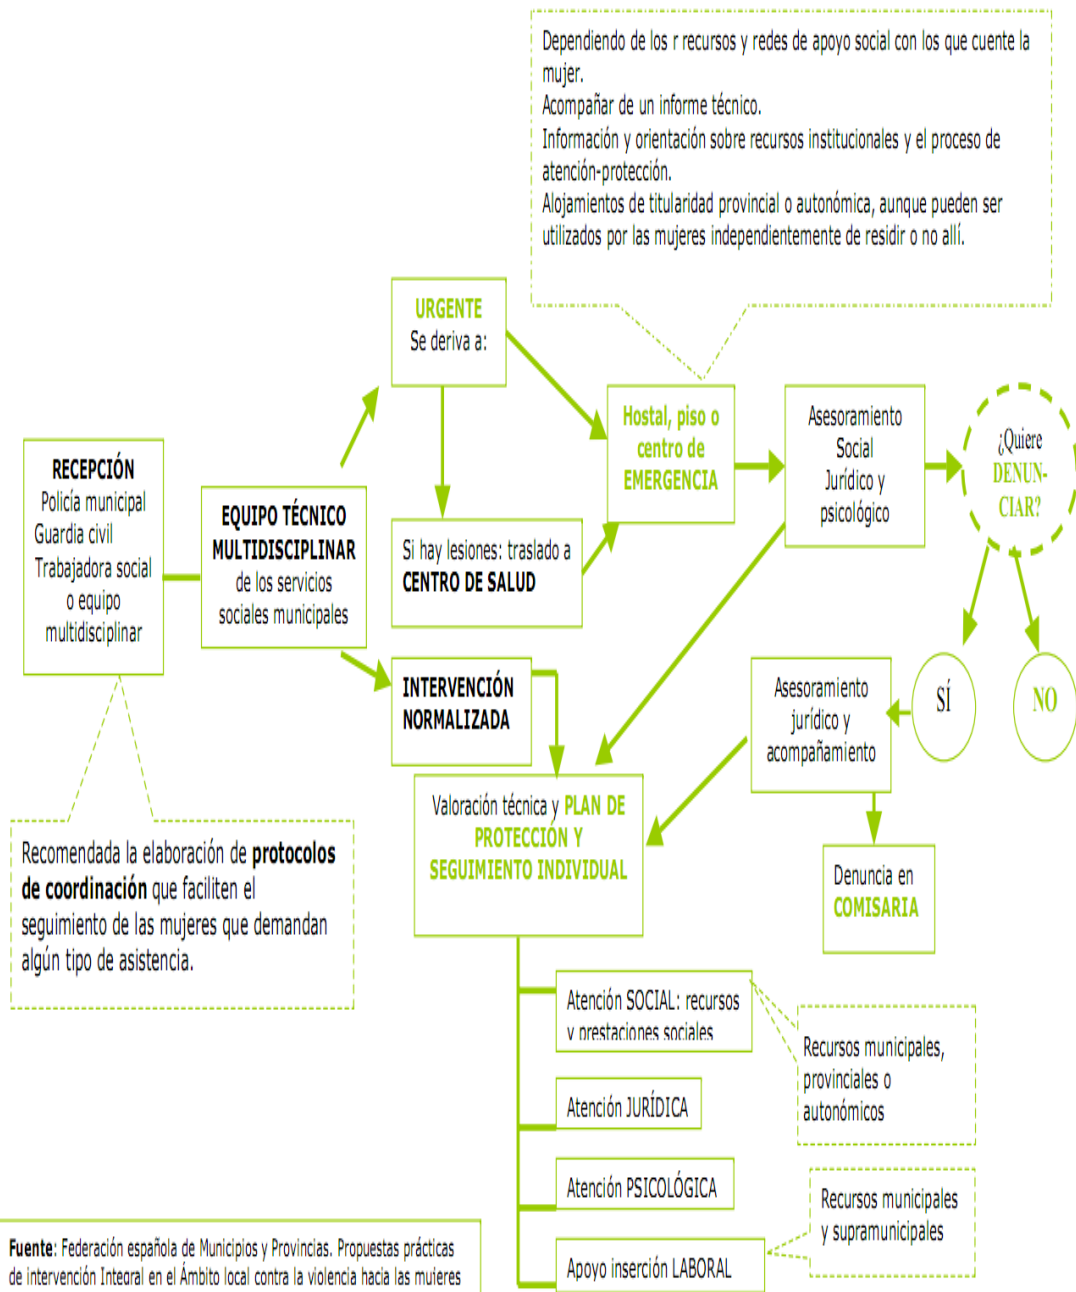 Dependiendo de los r recursos y redes de apoyo social con los que cuente la
mujer.
Acompañar de un informe técnico.
Información y orientación sobre recursos institucionales y el proceso de
atención-protección.
Alojamientos de titularidad provincial o autonómica, aunque pueden ser
utilizados por las mujeres independientemente de residir o no allí.
URGENTE
Se deriva a:
Hostal, piso o
centro de
EMERGENCIA
Asesoramiento
Social
Jurídico y
psicológico
¿Quiere
DENUN-
CIAR?
RECEPCIÓN
Policía municipal
Guardia civil
Trabajadora social
o equipo
multidisciplinar
EQUIPO TÉCNICO
MULTIDISCIPLINAR
de los servicios
sociales municipales
Si hay lesiones: traslado a
CENTRO DE SALUD
INTERVENCIÓN
NORMALIZADA
Asesoramiento
jurídico y
acompañamiento
SÍ
NO
Valoración técnica y PLAN DE
PROTECCIÓN Y
SEGUIMIENTO INDIVIDUAL
Denuncia en
COMISARIA
Recomendada la elaboración de protocolos
de coordinación que faciliten el
seguimiento de las mujeres que demandan
algún tipo de asistencia.
Atención SOCIAL: recursos
y prestaciones sociales
Recursos municipales,
provinciales o
autonómicos
Atención JURÍDICA
Atención PSICOLÓGICA
Recursos municipales
y supramunicipales
Apoyo inserción LABORAL
Fuente: Federación española de Municipios y Provincias. Propuestas prácticas
de intervención Integral en el Ámbito local contra la violencia hacia las mujeres